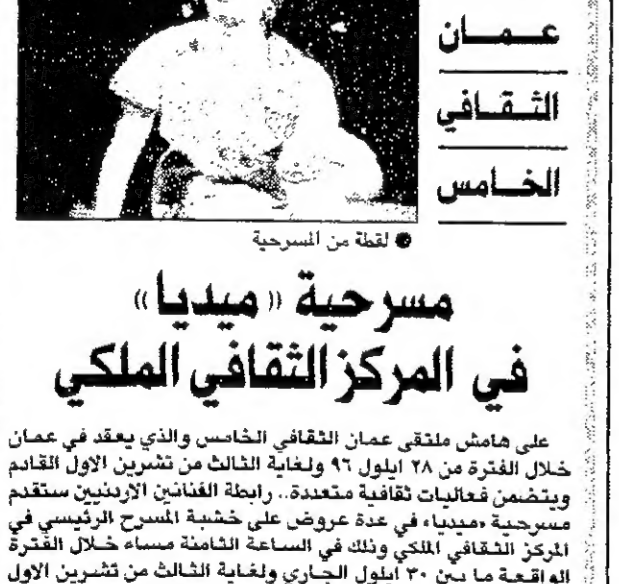 عمان
الثقافي
الخامس
لقطة من المسرحية
مسرحية «ميديا»
في المركز الثقافي الملكي
على هامش ملتقى عمان الثقافي الخامس والذي يعقد في عمان
خلال الفترة من ٢٨ ايلول ٩٦ ولغاية الثالث من تشرين الاول القادم
ويتضمن فعاليات ثقافية متعددة.. رابطة الفنانين الاردنيين ستقدم
مسرحية «ميديا» في عدة عروض على خشبة المسرح الرئيسي في
المركز الثقافي الملكي وذلك في الساعة الثامنة مساء خلال الفترة
الواقعة ما بين ٣٠ ايلول الجاري ولغاية الثالث من تشرين الاول